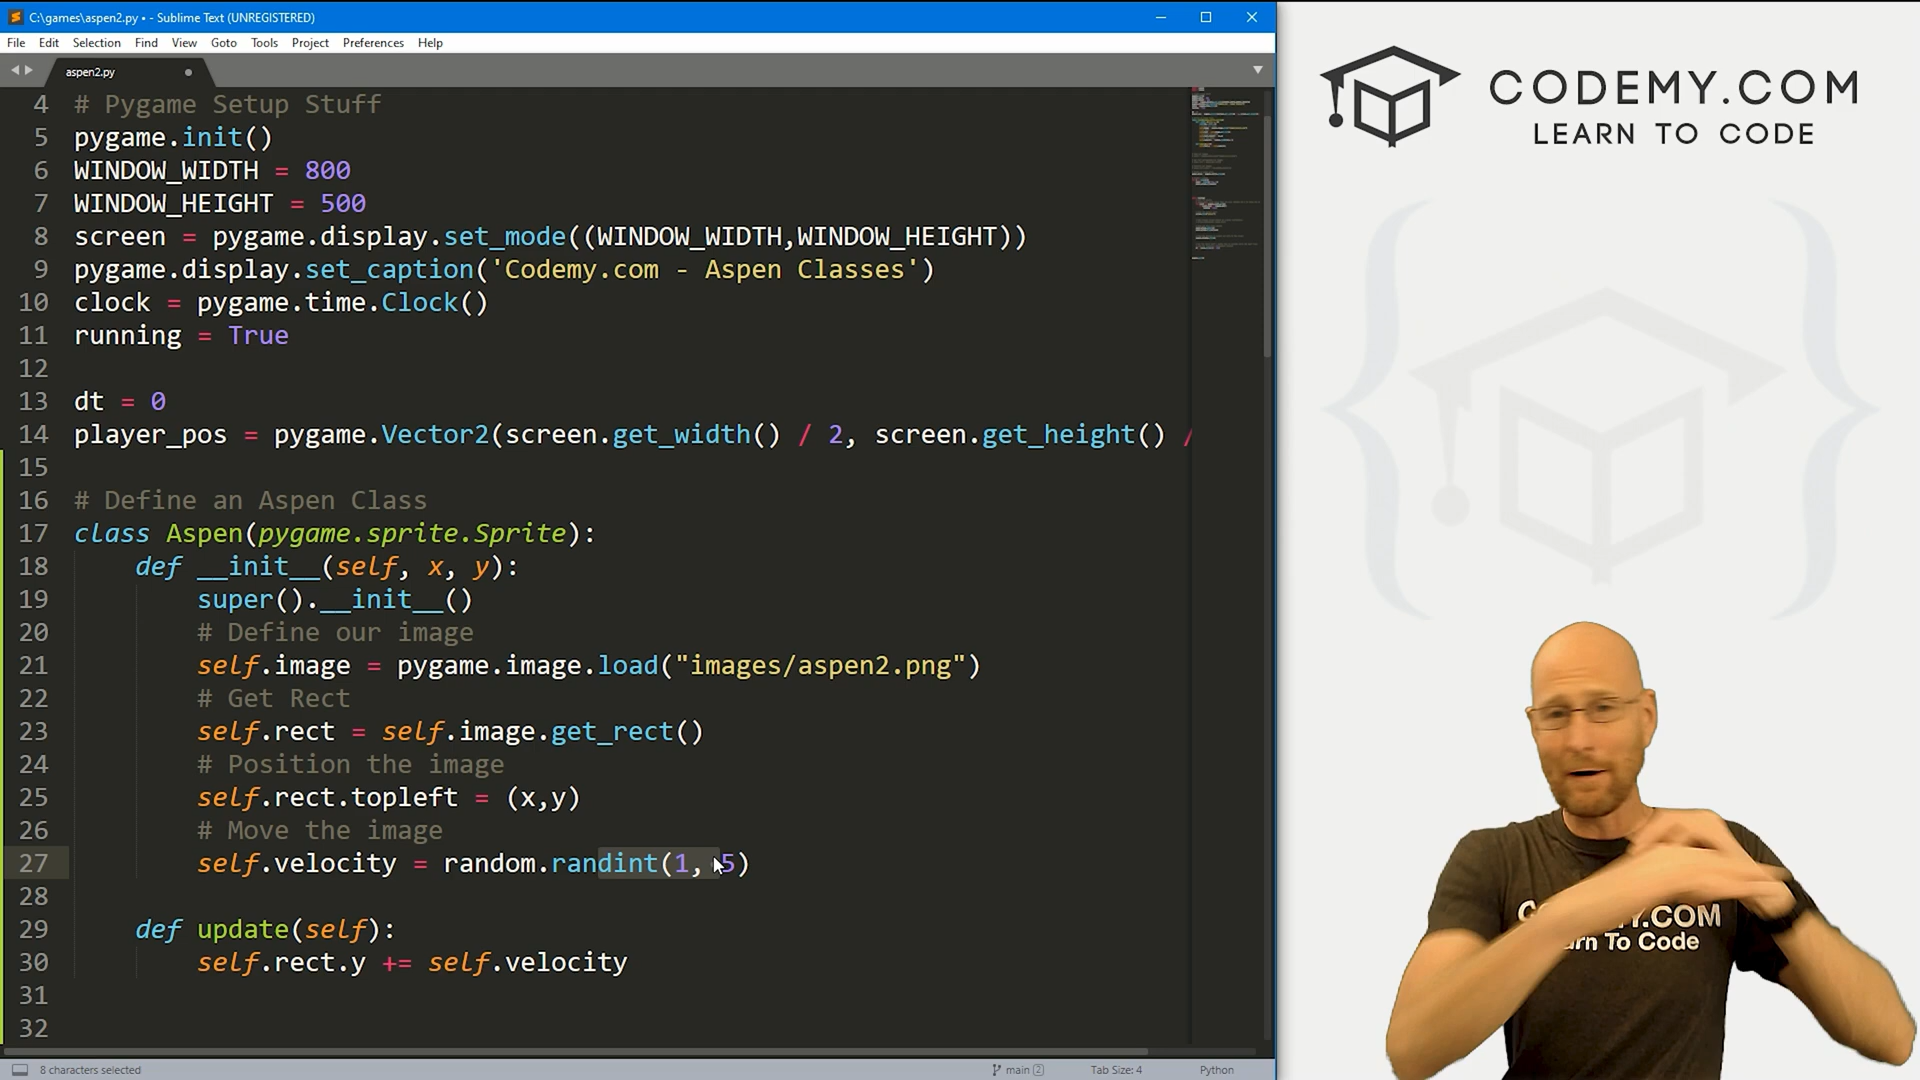 C:\games\aspen2.py • - Sublime Text (UNREGISTERED)
File Edit Selection Find View Goto Tools Project Preferences Help
aspen2.py
4 # Pygame Setup Stuff
5 pygame.init()
6 WINDOW_WIDTH = 800
7 WINDOW_HEIGHT = 500
8 screen = pygame.display.set_mode((WINDOW_WIDTH,WINDOW_HEIGHT))
9 pygame.display.set_caption('Codemy.com - Aspen Classes')
10 clock = pygame.time.Clock()
11 running = True
12
13 dt = 0
14 player_pos = pygame.Vector2(screen.get_width() / 2, screen.get_height() /
15
16 # Define an Aspen Class
17 class Aspen(pygame.sprite.Sprite):
18 def __init__(self, x, y):
19 super().__init__()
20 # Define our image
21 self.image = pygame.image.load("images/aspen2.png")
22 # Get Rect
23 self.rect = self.image.get_rect()
24 # Position the image
25 self.rect.topleft = (x,y)
26 # Move the image
27 self.velocity = random.randint(1, 5)
28
29 def update(self):
30 self.rect.y += self.velocity
31
32
8 characters selected
main (2)
Tab Size: 4
Python
CODEMY.COM
LEARN TO CODE
.COM
To Code